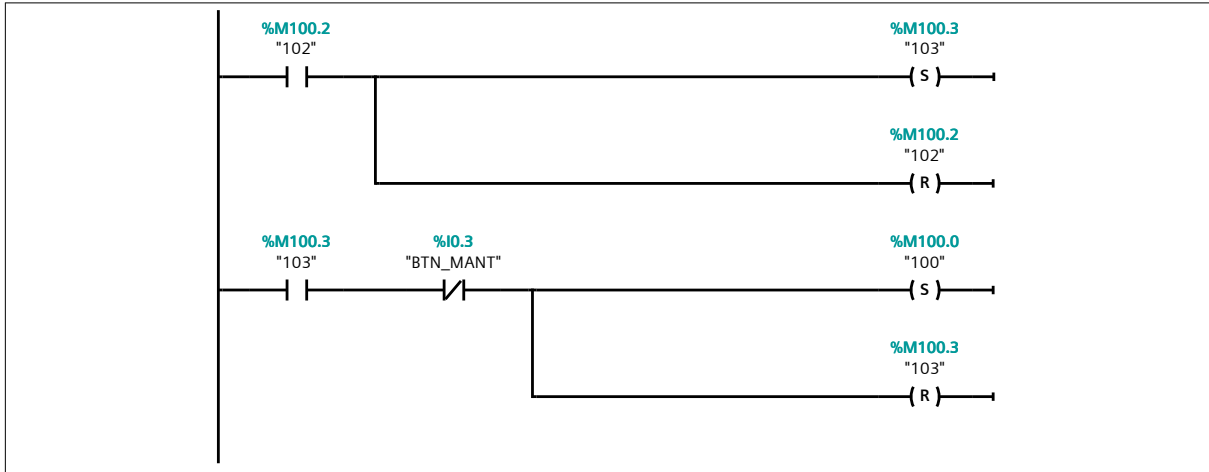 %M100.2 %M100.3
"102" "103"
S
%M100.2
"102"
R
%M100.3 %I0.3 %M100.0
"103" "BTN_MANT" "100"
S
%M100.3
"103"
R